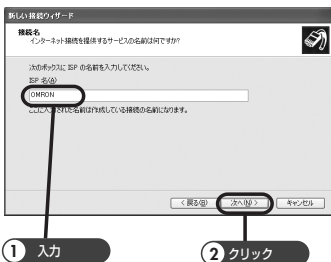 新しい接続ウィザード
接続名
インターネット接続を提供するサービスの名前は何ですか?
次のボックスに ISP の名前を入力してください。
ISP 名(A)
OMRON
ここに入力された名前は作成している接続の名前になります。
< 戻る(B) 次へ(N) > キャンセル
1 入力
2 クリック